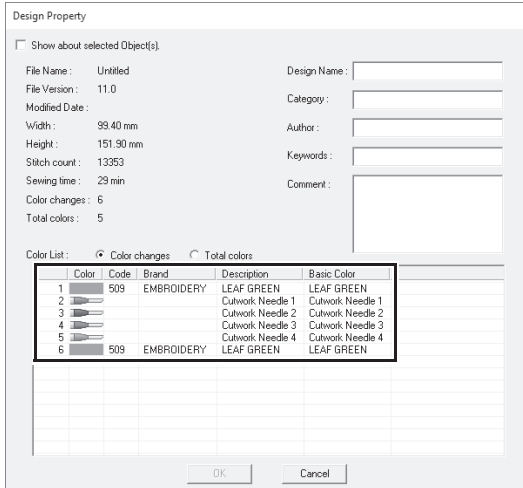 Design Property
Show about selected Object(s).
File Name : Untitled
File Version : 11.0
Modified Date :
Width : 99.40 mm
Height : 151.90 mm
Stitch count : 13353
Sewing time : 29 min
Color changes : 6
Total colors : 5
Design Name :
Category :
Author :
Keywords :
Comment :
Color List : Color changes Total colors
Color Code Brand Description Basic Color
1 509 EMBROIDERY LEAF GREEN LEAF GREEN
2 Cutwork Needle 1 Cutwork Needle 1
3 Cutwork Needle 2 Cutwork Needle 2
4 Cutwork Needle 3 Cutwork Needle 3
5 Cutwork Needle 4 Cutwork Needle 4
6 509 EMBROIDERY LEAF GREEN LEAF GREEN
OK Cancel